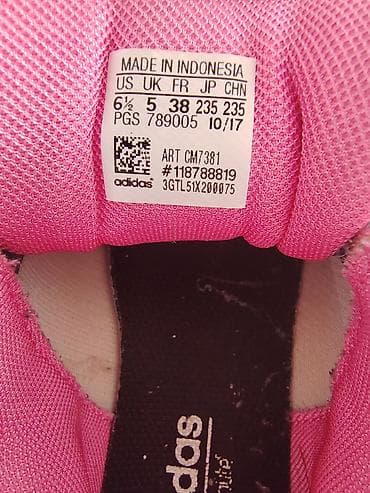 MADE IN INDONESIA
US UK FR JP CHN
6½ 5 38 235 235
PGS 789005 10/17
ART CM7381
#118788819
adidas® 3GTL51X200075
adidas